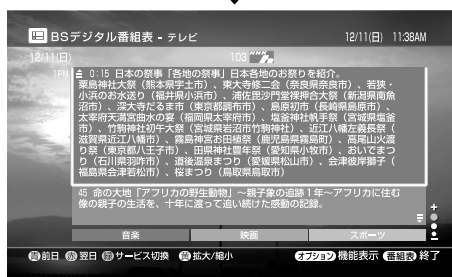 BSデジタル番組表 - テレビ 12/11(日) 11:38AM
12/11(日) 103 NHK
1PM 0:15 日本の祭事「各地の祭事」日本各地のお祭りを紹介。
粟島神社大祭（熊本県宇土市）、東大寺修二会（奈良県奈良市）、若狭・
小浜のお水送り（福井県小浜市）、浦佐毘沙門堂裸押合大祭（新潟県南魚
沼市）、深大寺だるま市（東京都調布市）、島原初市（長崎県島原市）、
太宰府天満宮曲水の宴（福岡県太宰府市）、塩釜神社帆手祭（宮城県塩釜
市）、竹駒神社初午大祭（宮城県岩沼市竹駒神社）、近江八幡左義長祭（
滋賀県近江八幡市）、霧島神宮お田植祭（鹿児島県霧島町）、高尾山火渡
り祭（東京都八王子市）、田県神社豊年祭（愛知県小牧市）、おいでまつ
り（石川県羽咋市）、道後温泉まつり（愛媛県松山市）、会津彼岸獅子（
福島県会津若松市）、桜まつり（鳥取県鳥取市）
45 命の大地「アフリカの野生動物」～親子象の追跡1年～アフリカに住む
像の親子の生活を、十年に渡って追い続けた感動の記録。
音楽 映画 スポーツ
青 前日 赤 翌日 緑 サービス切換 黄 拡大/縮小 オプション 機能表示 番組表 終了